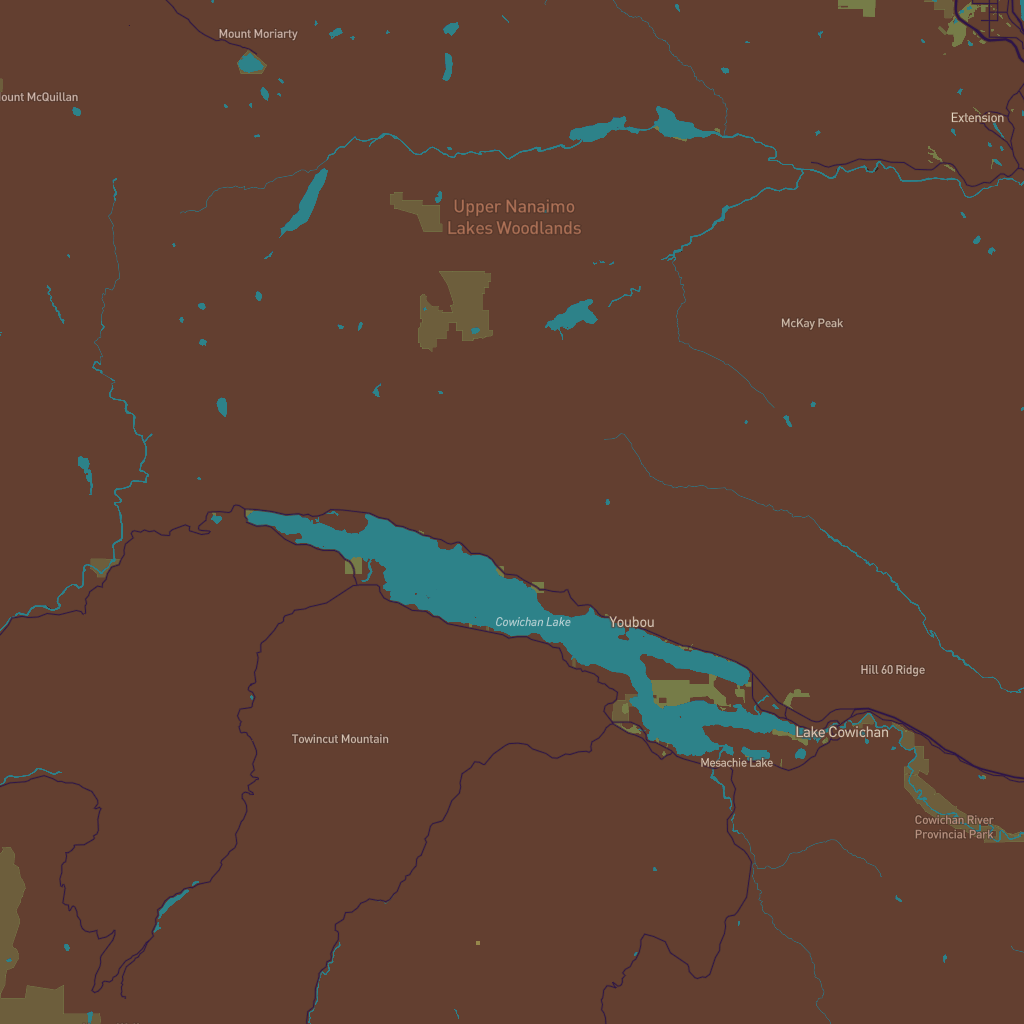 Mount Moriarty
ount McQuillan
Extension
Upper Nanaimo
Lakes Woodlands
McKay Peak
Cowichan Lake
Youbou
Hill 60 Ridge
Towincut Mountain
Lake Cowichan
Mesachie Lake
Cowichan River
Provincial Park